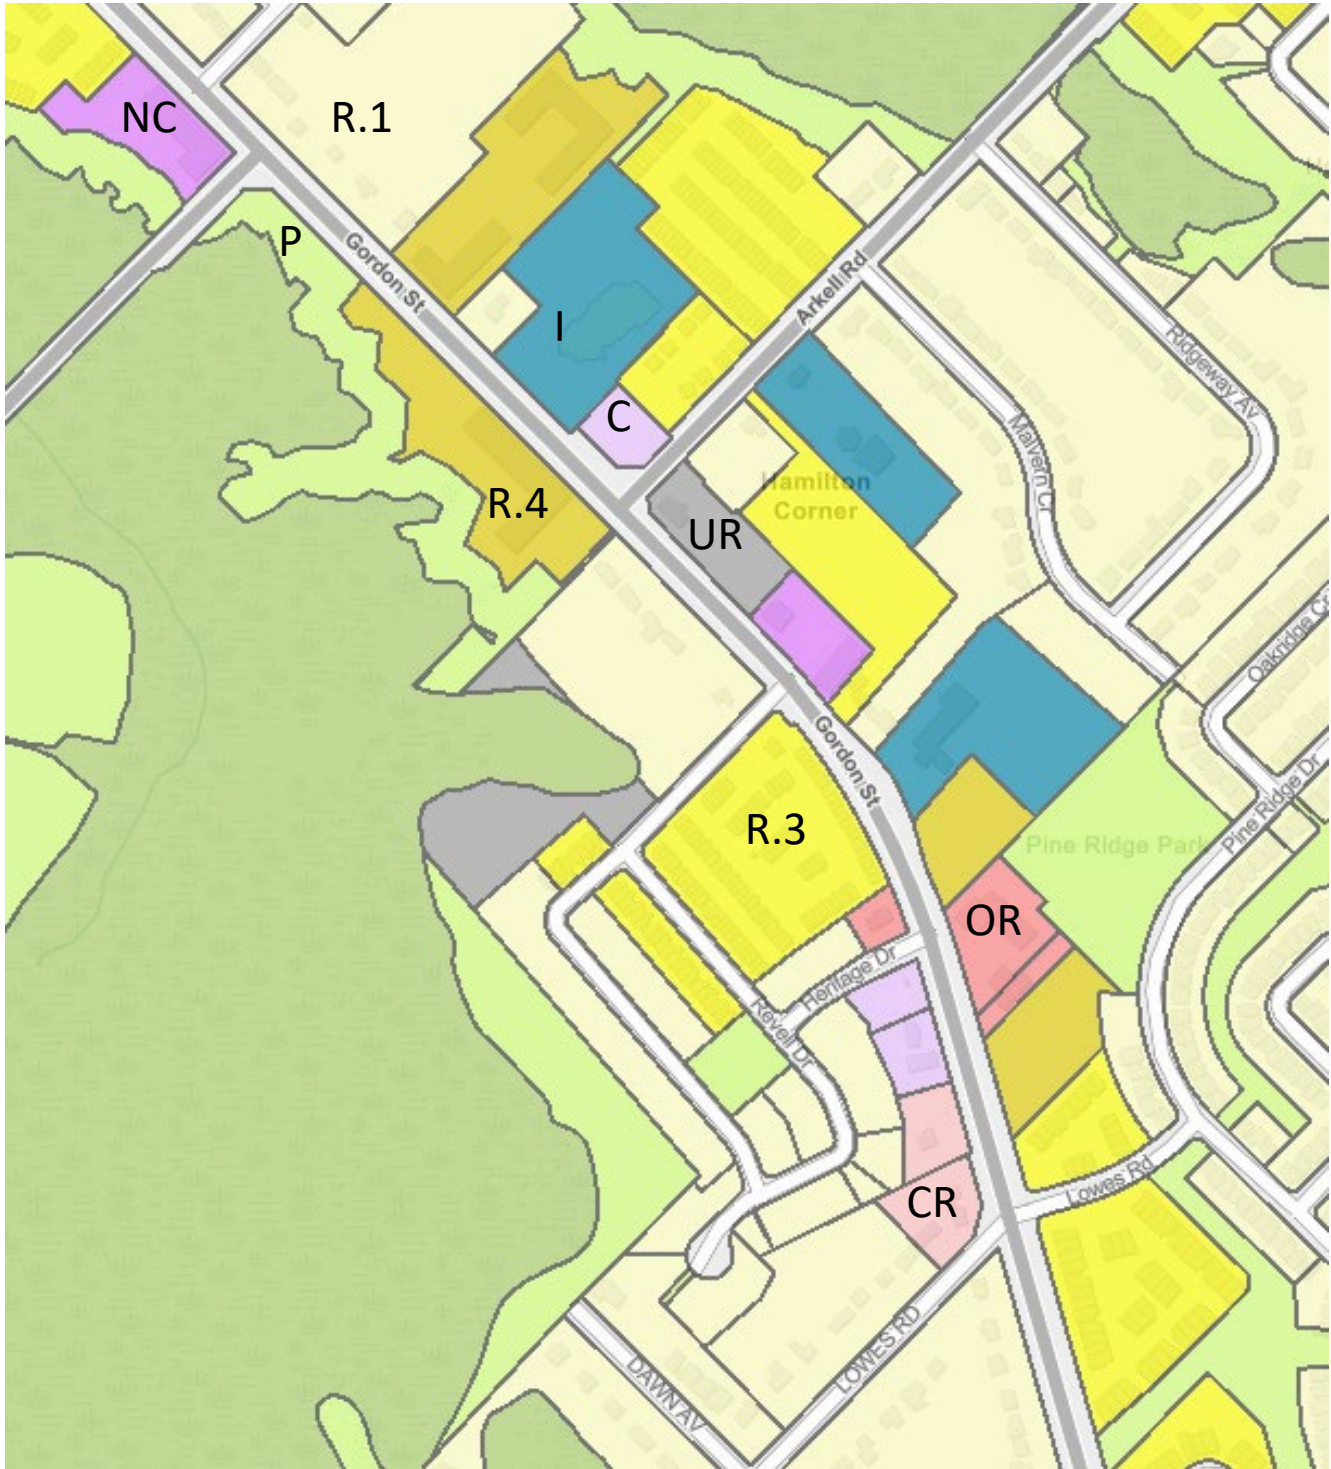 NC
R.1
P
Gordon St
Arkell Rd
I
Ridgeway Av
C
Malvern Cr
Hamilton
Corner
R.4
UR
Oakridge Cr
Gordon St
Pine Ridge Dr
R.3
Pine Ridge Park
OR
Heritage Dr
Revell Dr
Lowes Rd
CR
LOWES RD
DAWN AV